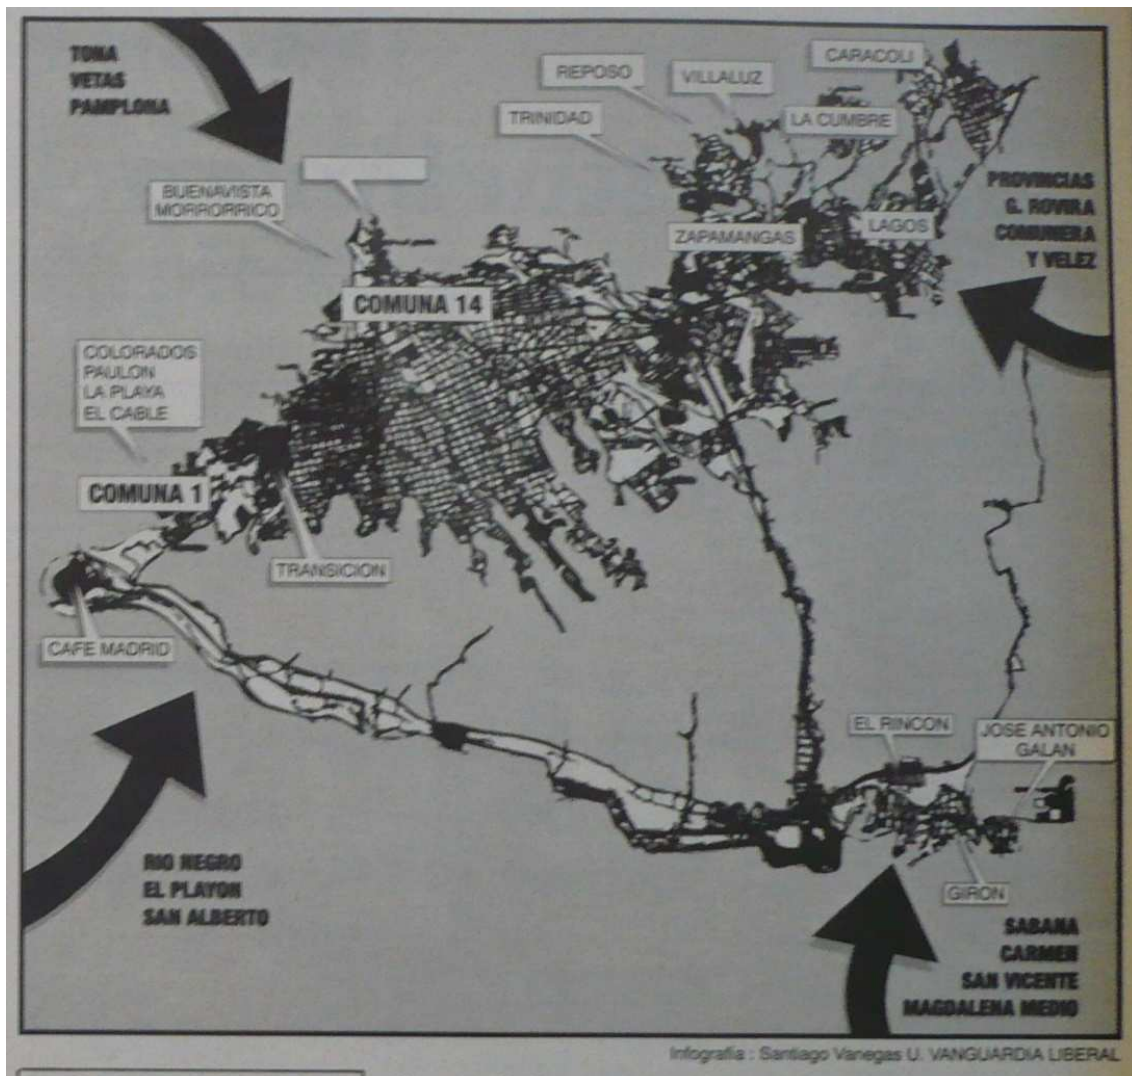 TONA
VETAS
PAMPLONA
CARACOLI
REPOSO
VILLALUZ
TRINIDAD
LA CUMBRE
BUENAVISTA
MORRORRICO
ZAPAMANGAS
LAGOS
PROVINCIAS
G. ROVIRA
COMUNERA
Y VELEZ
COMUNA 14
COLORADOS
PAULON
LA PLAYA
EL CABLE
COMUNA 1
TRANSICION
CAFE MADRID
EL RINCON
JOSE ANTONIO
GALAN
RIO NEGRO
EL PLAYON
SAN ALBERTO
GIRON
SABANA
CARMEN
SAN VICENTE
MAGDALENA MEDIO
Infografía : Santiago Vanegas U. VANGUARDIA LIBERAL